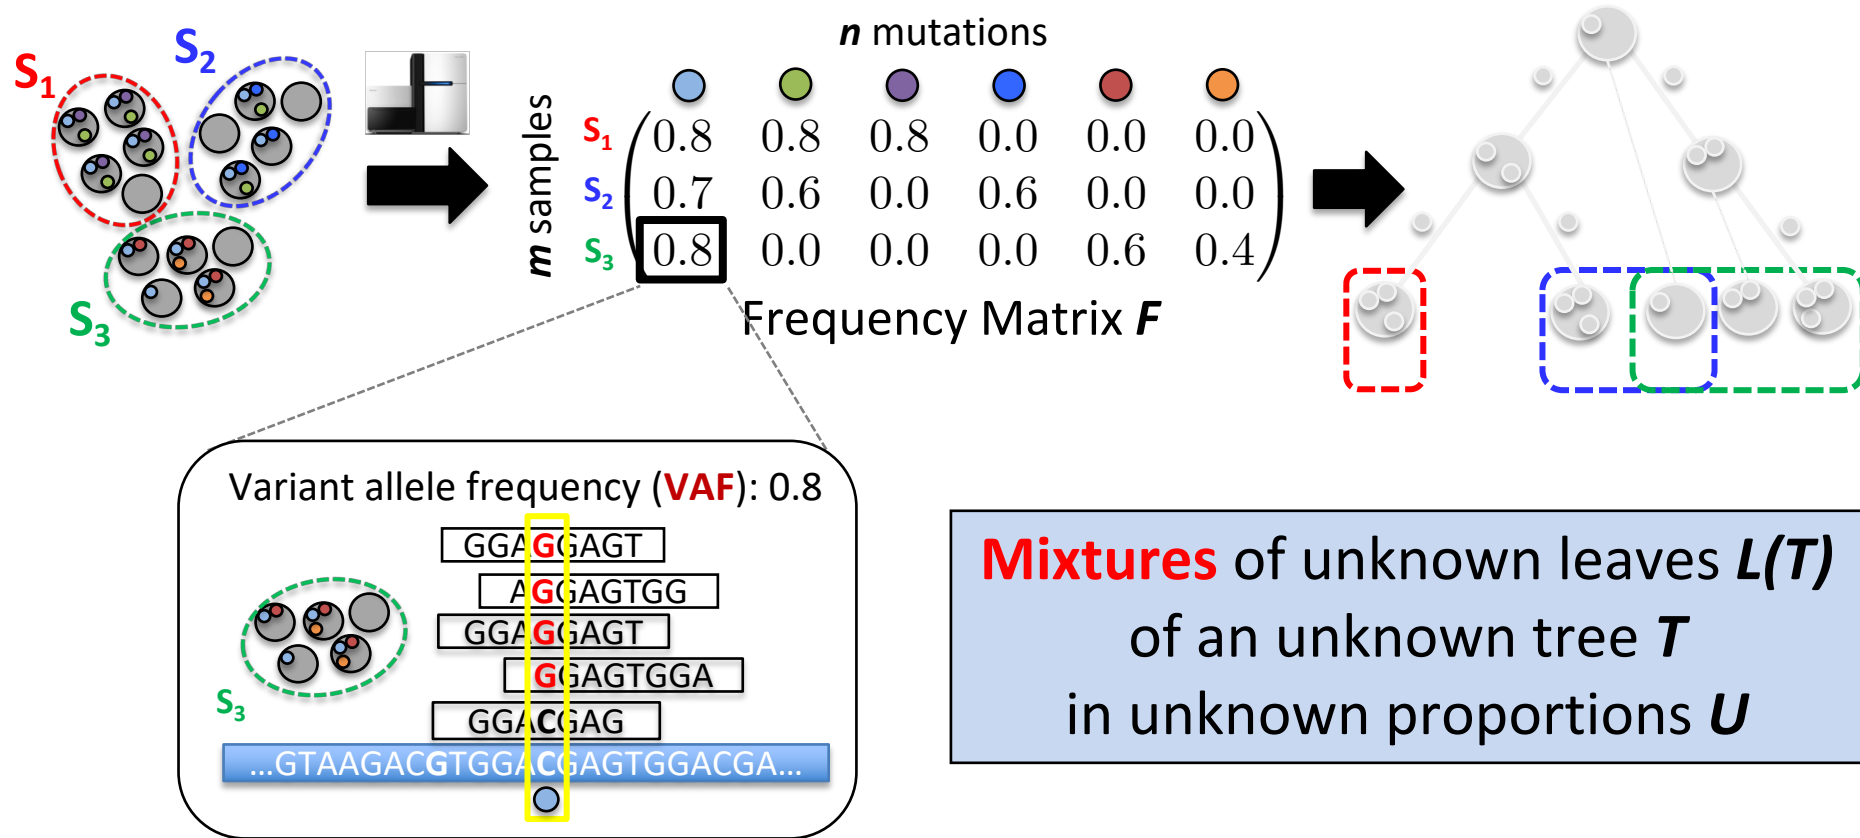 n mutations
S1
S2
S3
m samples
S1 0.8 0.8 0.8 0.0 0.0 0.0
S2 0.7 0.6 0.0 0.6 0.0 0.0
S3 0.8 0.0 0.0 0.0 0.6 0.4
Frequency Matrix F
Variant allele frequency (VAF): 0.8
GGAGGAGT
AGGAGTGG
GGAGGAGT
GGAGTGGA
GGACGAG
S3
...GTAAGACGTGGACGAGTGGACGA...
Mixtures of unknown leaves L(T)
of an unknown tree T
in unknown proportions U